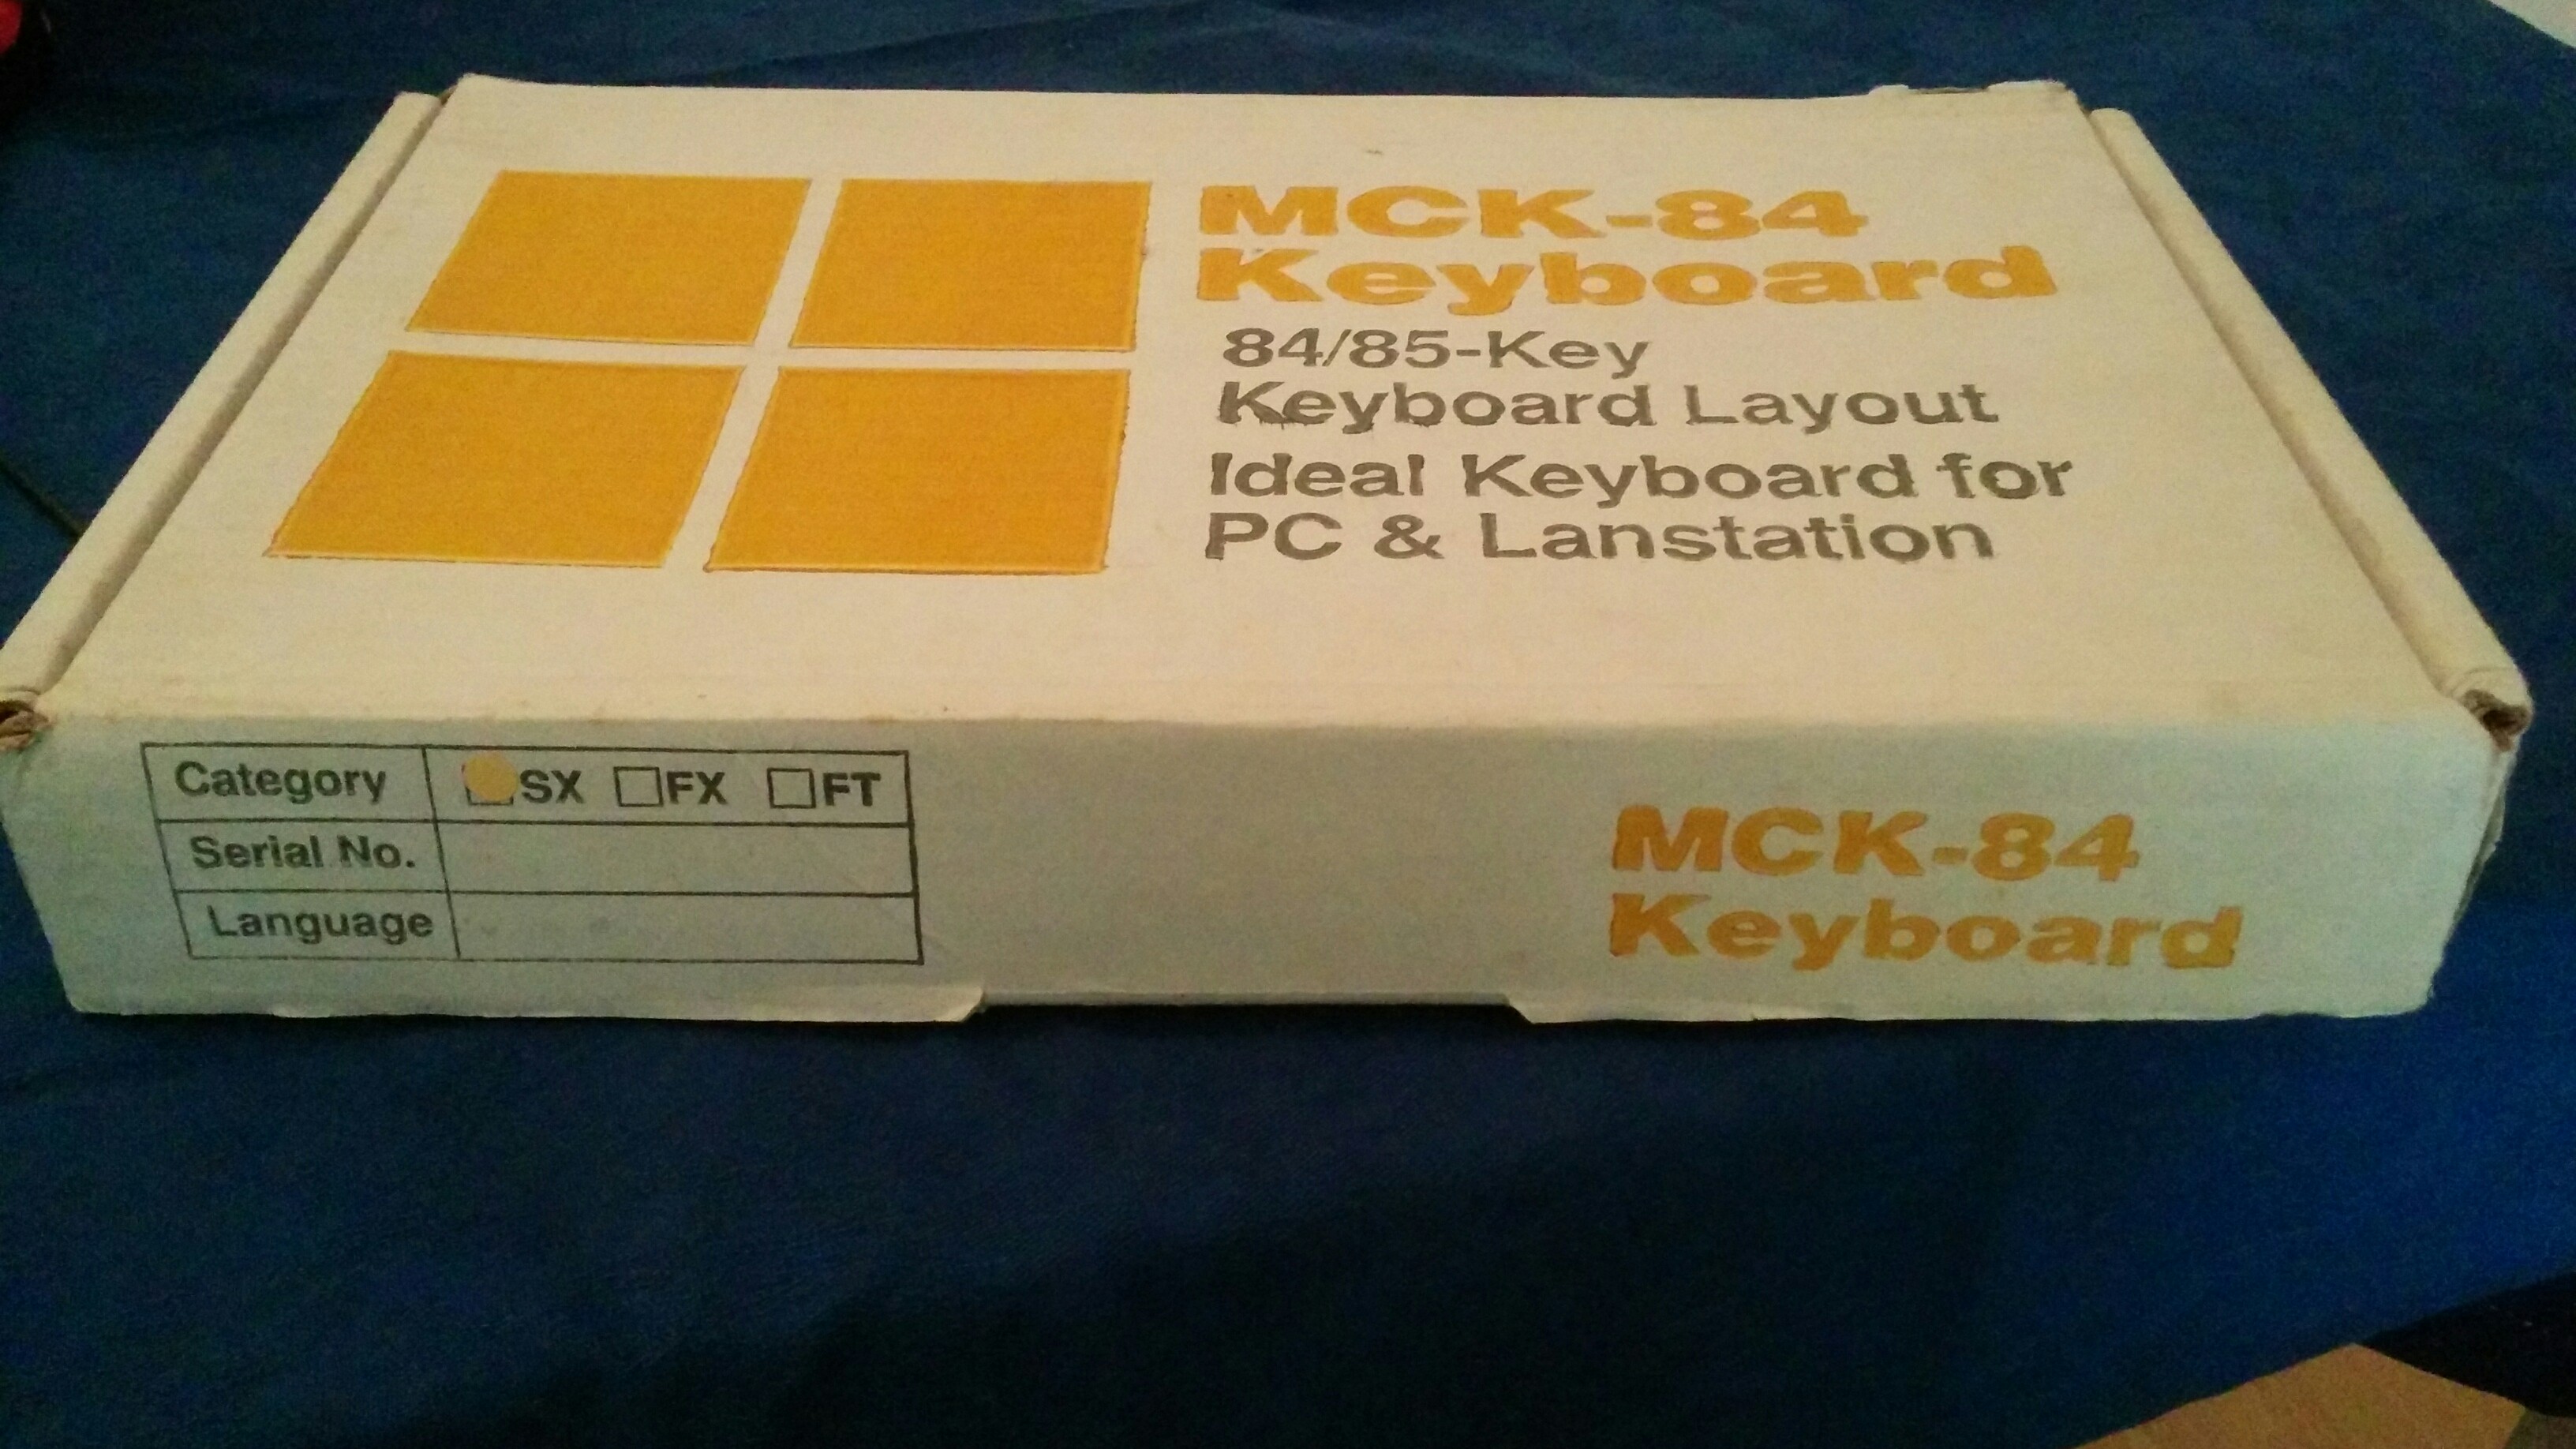 MCK-84
Keyboard
84/85-Key
Keyboard Layout
Ideal Keyboard for
PC & Lanstation
Category SX FX FT
Serial No.
Language
MCK-84
Keyboard